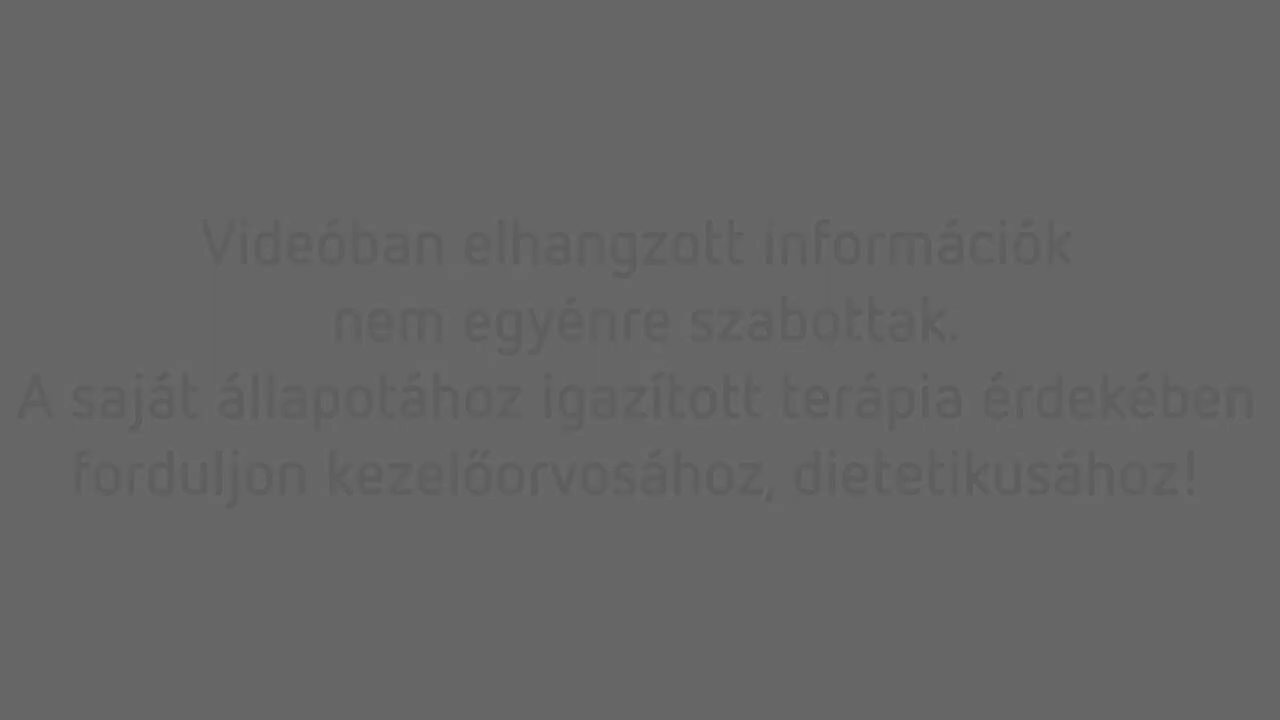 Videóban elhangzott információk
nem egyénre szabottak.
A saját állapotához igazított terápia érdekében
forduljon kezelőorvosához, dietetikusához!